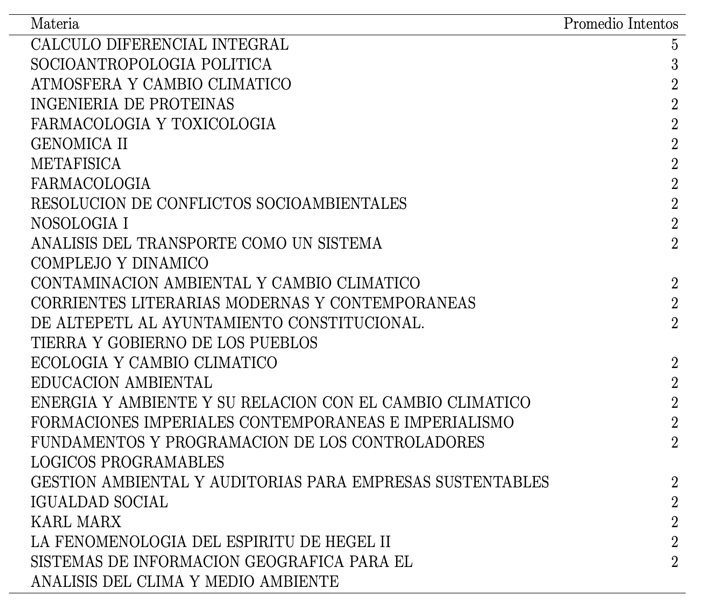 Materia Promedio Intentos
CALCULO DIFERENCIAL INTEGRAL 5
SOCIOANTROPOLOGIA POLITICA 3
ATMOSFERA Y CAMBIO CLIMATICO 2
INGENIERIA DE PROTEINAS 2
FARMACOLOGIA Y TOXICOLOGIA 2
GENOMICA II 2
METAFISICA 2
FARMACOLOGIA 2
RESOLUCION DE CONFLICTOS SOCIOAMBIENTALES 2
NOSOLOGIA I 2
ANALISIS DEL TRANSPORTE COMO UN SISTEMA 2
COMPLEJO Y DINAMICO
CONTAMINACION AMBIENTAL Y CAMBIO CLIMATICO 2
CORRIENTES LITERARIAS MODERNAS Y CONTEMPORANEAS 2
DE ALTEPETL AL AYUNTAMIENTO CONSTITUCIONAL. 2
TIERRA Y GOBIERNO DE LOS PUEBLOS
ECOLOGIA Y CAMBIO CLIMATICO 2
EDUCACION AMBIENTAL 2
ENERGIA Y AMBIENTE Y SU RELACION CON EL CAMBIO CLIMATICO 2
FORMACIONES IMPERIALES CONTEMPORANEAS E IMPERIALISMO 2
FUNDAMENTOS Y PROGRAMACION DE LOS CONTROLADORES 2
LOGICOS PROGRAMABLES
GESTION AMBIENTAL Y AUDITORIAS PARA EMPRESAS SUSTENTABLES 2
IGUALDAD SOCIAL 2
KARL MARX 2
LA FENOMENOLOGIA DEL ESPIRITU DE HEGEL II 2
SISTEMAS DE INFORMACION GEOGRAFICA PARA EL 2
ANALISIS DEL CLIMA Y MEDIO AMBIENTE